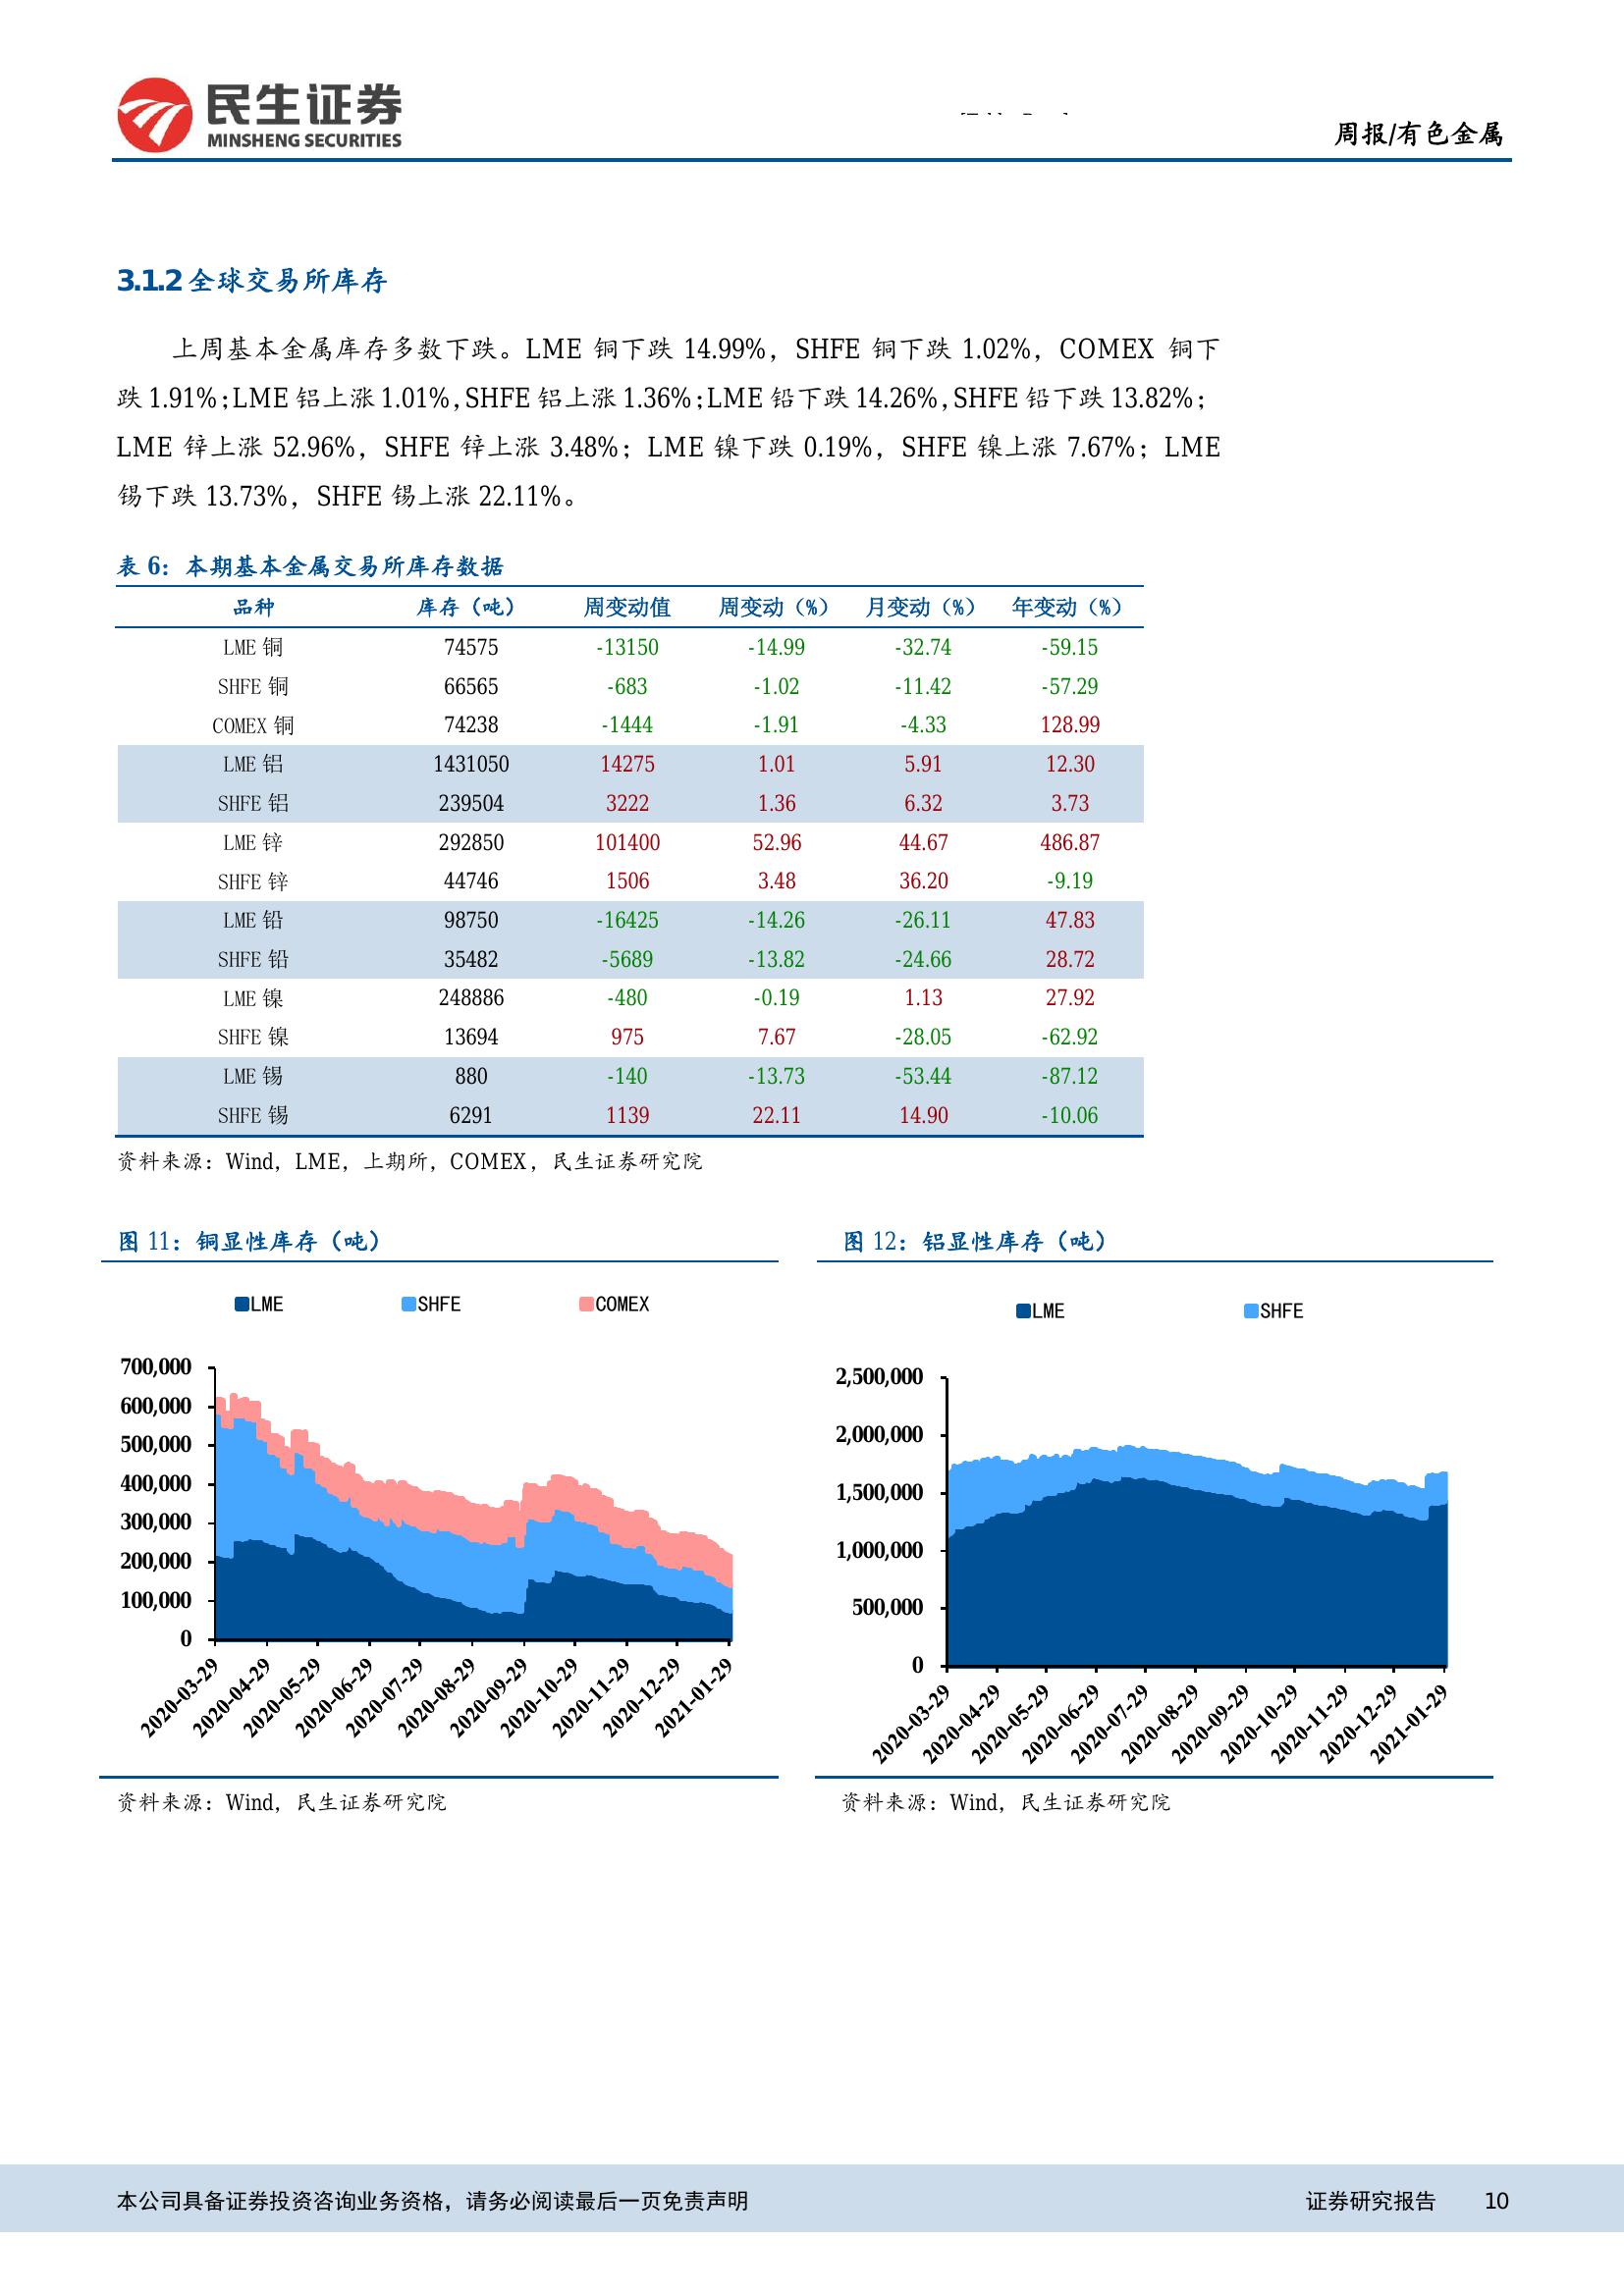 民生证券
MINSHENG SECURITIES
周报/有色金属
3.1.2 全球交易所库存
上周基本金属库存多数下跌。LME 铜下跌 14.99%，SHFE 铜下跌 1.02%，COMEX 铜下
跌 1.91%；LME 铝上涨 1.01%，SHFE 铝上涨 1.36%；LME 铅下跌 14.26%，SHFE 铅下跌 13.82%；
LME 锌上涨 52.96%，SHFE 锌上涨 3.48%；LME 镍下跌 0.19%，SHFE 镍上涨 7.67%；LME
锡下跌 13.73%，SHFE 锡上涨 22.11%。
表 6：本期基本金属交易所库存数据
品种 库存（吨） 周变动值 周变动（%） 月变动（%） 年变动（%）
LME 铜 74575 -13150 -14.99 -32.74 -59.15
SHFE 铜 66565 -683 -1.02 -11.42 -57.29
COMEX 铜 74238 -1444 -1.91 -4.33 128.99
LME 铝 1431050 14275 1.01 5.91 12.30
SHFE 铝 239504 3222 1.36 6.32 3.73
LME 锌 292850 101400 52.96 44.67 486.87
SHFE 锌 44746 1506 3.48 36.20 -9.19
LME 铅 98750 -16425 -14.26 -26.11 47.83
SHFE 铅 35482 -5689 -13.82 -24.66 28.72
LME 镍 248886 -480 -0.19 1.13 27.92
SHFE 镍 13694 975 7.67 -28.05 -62.92
LME 锡 880 -140 -13.73 -53.44 -87.12
SHFE 锡 6291 1139 22.11 14.90 -10.06
资料来源：Wind，LME，上期所，COMEX，民生证券研究院
图 11：铜显性库存（吨）
LME SHFE COMEX
700,000
600,000
500,000
400,000
300,000
200,000
100,000
0
2020-03-29 2020-04-29 2020-05-29 2020-06-29 2020-07-29 2020-08-29 2020-09-29 2020-10-29 2020-11-29 2020-12-29 2021-01-29
资料来源：Wind，民生证券研究院
图 12：铝显性库存（吨）
LME SHFE
2,500,000
2,000,000
1,500,000
1,000,000
500,000
0
2020-03-29 2020-04-29 2020-05-29 2020-06-29 2020-07-29 2020-08-29 2020-09-29 2020-10-29 2020-11-29 2020-12-29 2021-01-29
资料来源：Wind，民生证券研究院
本公司具备证券投资咨询业务资格，请务必阅读最后一页免责声明
证券研究报告 10